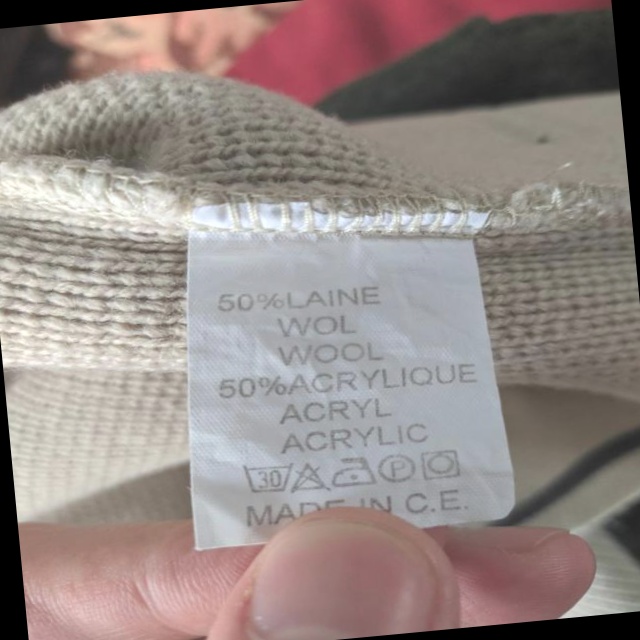 50%LAINE
WOL
WOOL
50%ACRYLIQUE
ACRYL
ACRYLIC
30 P
MADE IN C.E.